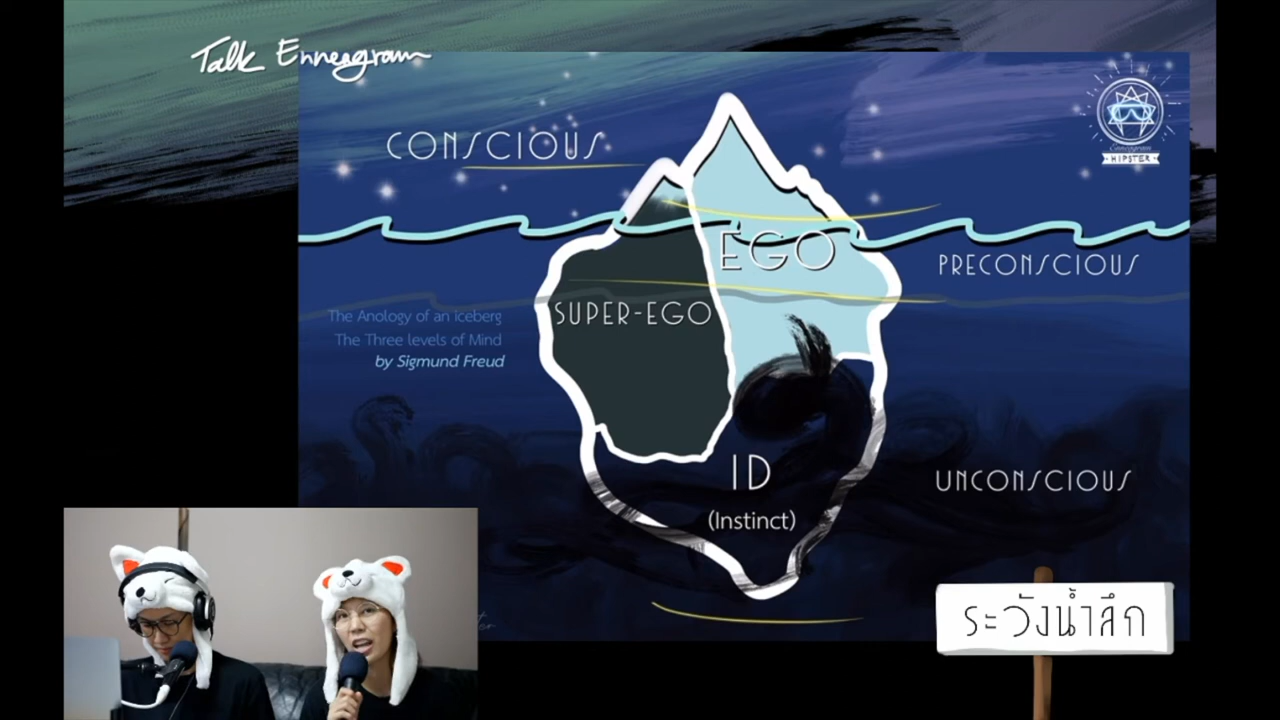 Talk Enneagram
CONSCIOUS
Enneagram
HIPSTER
EGO
PRECONSCIOUS
SUPER-EGO
The Anology of an iceberg
The Three levels of Mind
by Sigmund Freud
ID
(Instinct)
UNCONSCIOUS
ระวังน้ำลึก